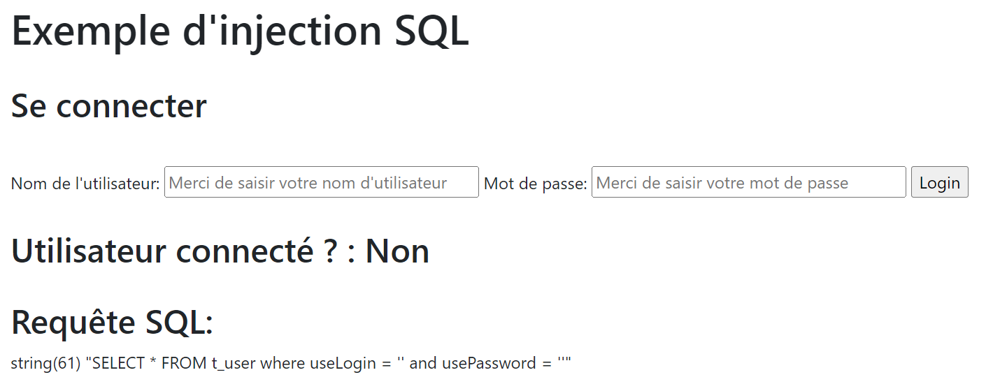 Exemple d'injection SQL
Se connecter
Nom de l'utilisateur: Merci de saisir votre nom d'utilisateur Mot de passe: Merci de saisir votre mot de passe Login
Utilisateur connecté ? : Non
Requête SQL:
string(61) "SELECT * FROM t_user where useLogin = '' and usePassword = ''"